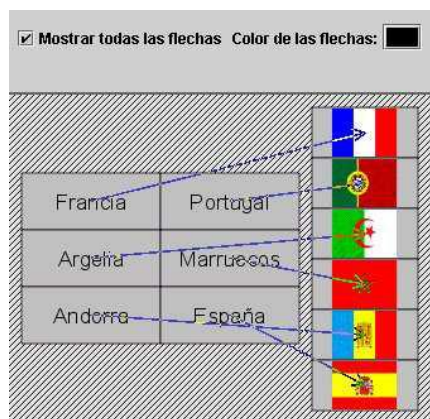 Mostrar todas las flechas Color de las flechas:
Francia Portugal
Argelia Marruecos
Andorra España